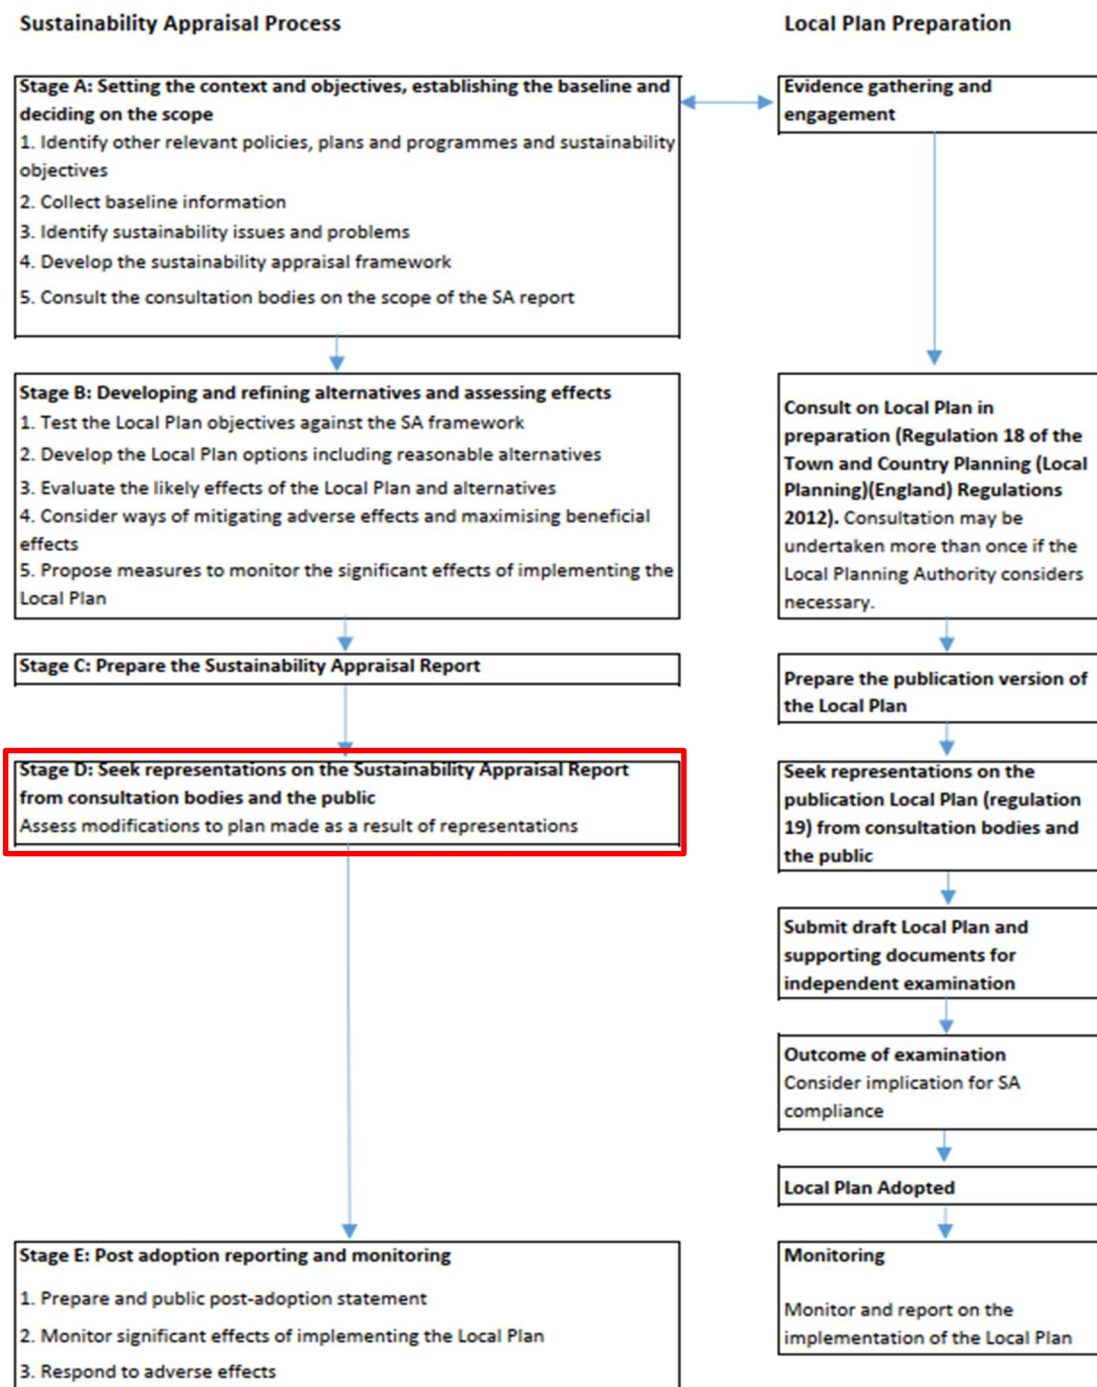 Sustainability Appraisal Process
Local Plan Preparation
Stage A: Setting the context and objectives, establishing the baseline and
deciding on the scope
1. Identify other relevant policies, plans and programmes and sustainability
objectives
2. Collect baseline information
3. Identify sustainability issues and problems
4. Develop the sustainability appraisal framework
5. Consult the consultation bodies on the scope of the SA report
Evidence gathering and
engagement
Stage B: Developing and refining alternatives and assessing effects
1. Test the Local Plan objectives against the SA framework
2. Develop the Local Plan options including reasonable alternatives
3. Evaluate the likely effects of the Local Plan and alternatives
4. Consider ways of mitigating adverse effects and maximising beneficial
effects
5. Propose measures to monitor the significant effects of implementing the
Local Plan
Consult on Local Plan in
preparation (Regulation 18 of the
Town and Country Planning (Local
Planning)(England) Regulations
2012). Consultation may be
undertaken more than once if the
Local Planning Authority considers
necessary.
Stage C: Prepare the Sustainability Appraisal Report
Prepare the publication version of
the Local Plan
Stage D: Seek representations on the Sustainability Appraisal Report
from consultation bodies and the public
Assess modifications to plan made as a result of representations
Seek representations on the
publication Local Plan (regulation
19) from consultation bodies and
the public
Submit draft Local Plan and
supporting documents for
independent examination
Outcome of examination
Consider implication for SA
compliance
Local Plan Adopted
Stage E: Post adoption reporting and monitoring
1. Prepare and public post-adoption statement
2. Monitor significant effects of implementing the Local Plan
3. Respond to adverse effects
Monitoring
Monitor and report on the
implementation of the Local Plan